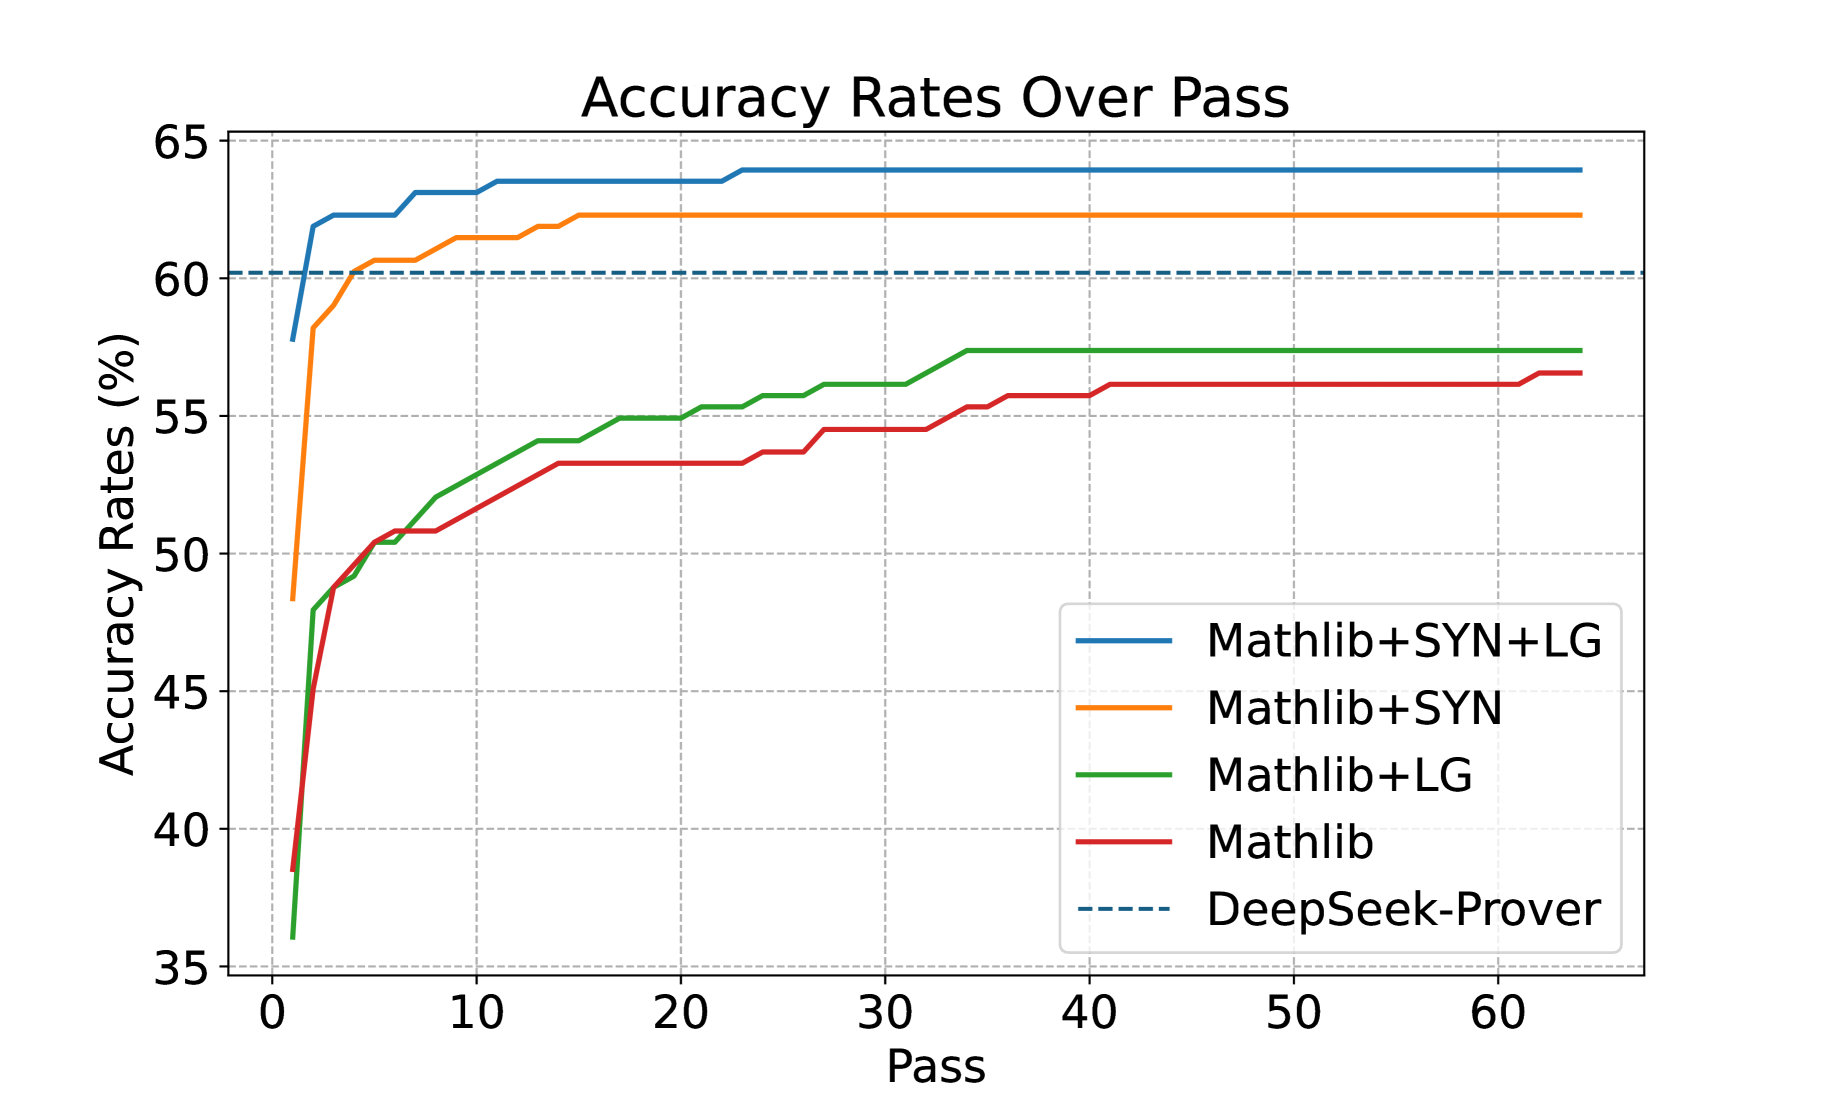 Accuracy Rates Over Pass
Accuracy Rates (%)
65
60
55
50
45
40
35
Mathlib+SYN+LG
Mathlib+SYN
Mathlib+LG
Mathlib
DeepSeek-Prover
0 10 20 30 40 50 60
Pass